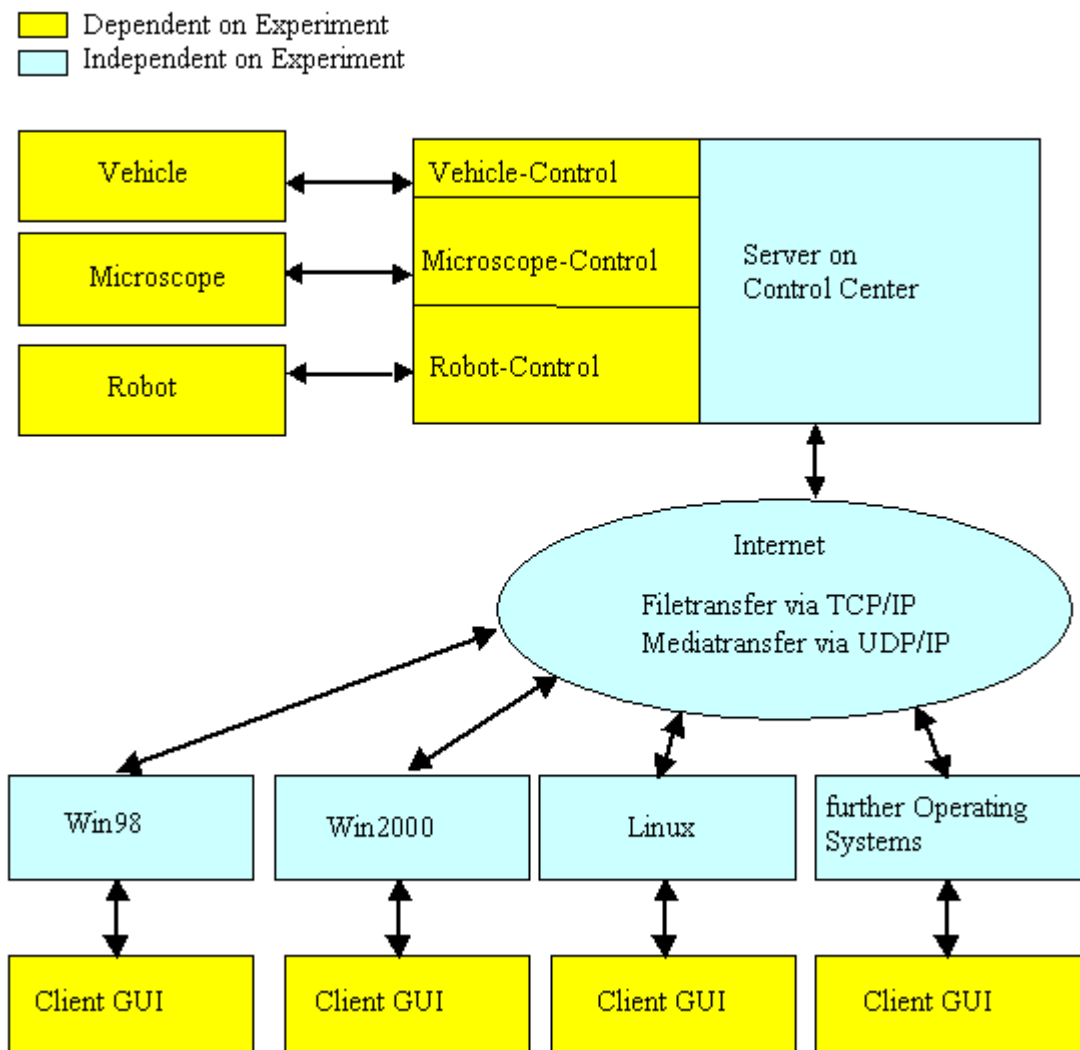 Dependent on Experiment
Independent on Experiment
Vehicle
Vehicle-Control
Microscope
Microscope-Control
Server on
Control Center
Robot
Robot-Control
Internet
Filetransfer via TCP/IP
Mediatransfer via UDP/IP
Win98
Win2000
Linux
further Operating
Systems
Client GUI
Client GUI
Client GUI
Client GUI